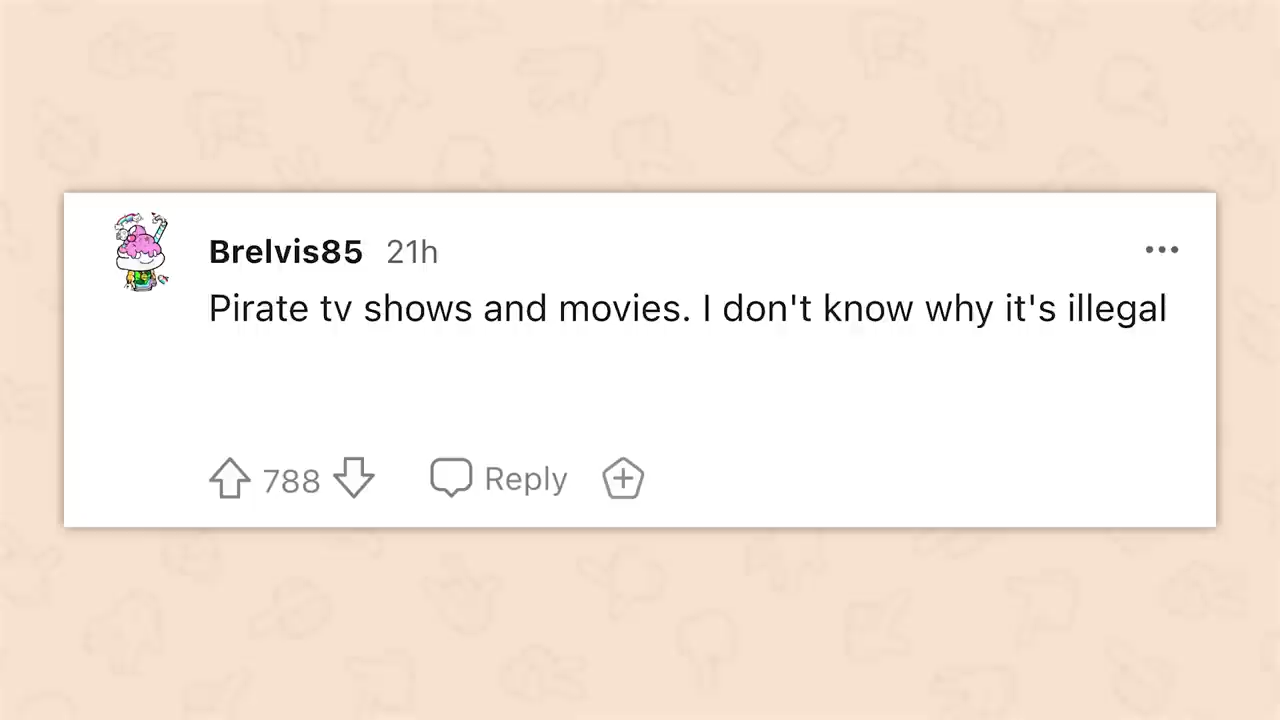 Brelvis85 21h
Pirate tv shows and movies. I don't know why it's illegal
788 Reply